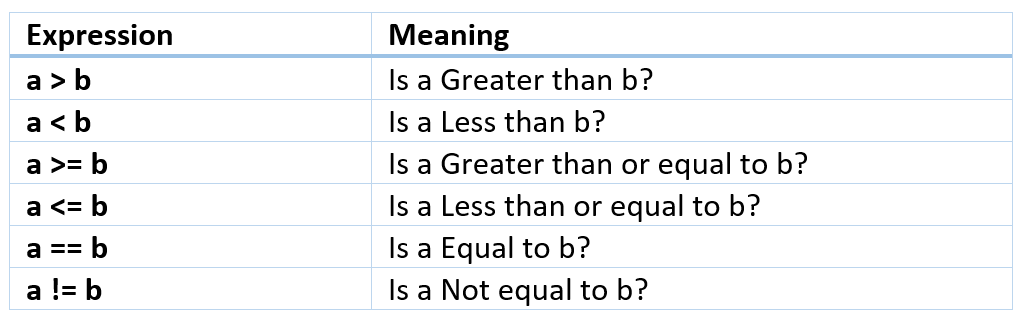 Expression Meaning
a > b Is a Greater than b?
a < b Is a Less than b?
a >= b Is a Greater than or equal to b?
a <= b Is a Less than or equal to b?
a == b Is a Equal to b?
a != b Is a Not equal to b?